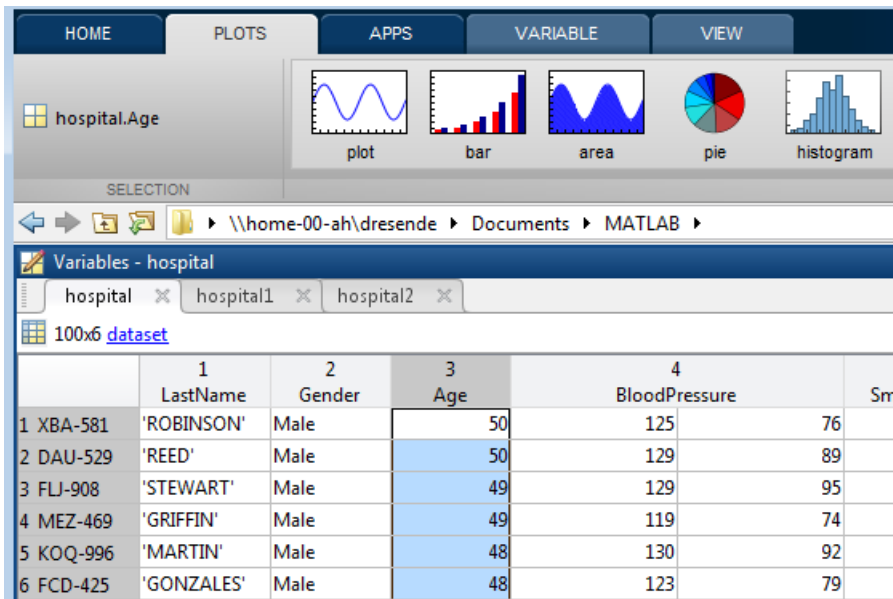 HOME PLOTS APPS VARIABLE VIEW
hospital.Age
plot bar area pie histogram
SELECTION
\\home-00-ah\dresende Documents MATLAB
Variables - hospital
hospital hospital1 hospital2
100x6 dataset
1 2 3 4
LastName Gender Age BloodPressure Sm
1 XBA-581 'ROBINSON' Male 50 125 76
2 DAU-529 'REED' Male 50 129 89
3 FLJ-908 'STEWART' Male 49 129 95
4 MEZ-469 'GRIFFIN' Male 49 119 74
5 KOQ-996 'MARTIN' Male 48 130 92
6 FCD-425 'GONZALES' Male 48 123 79